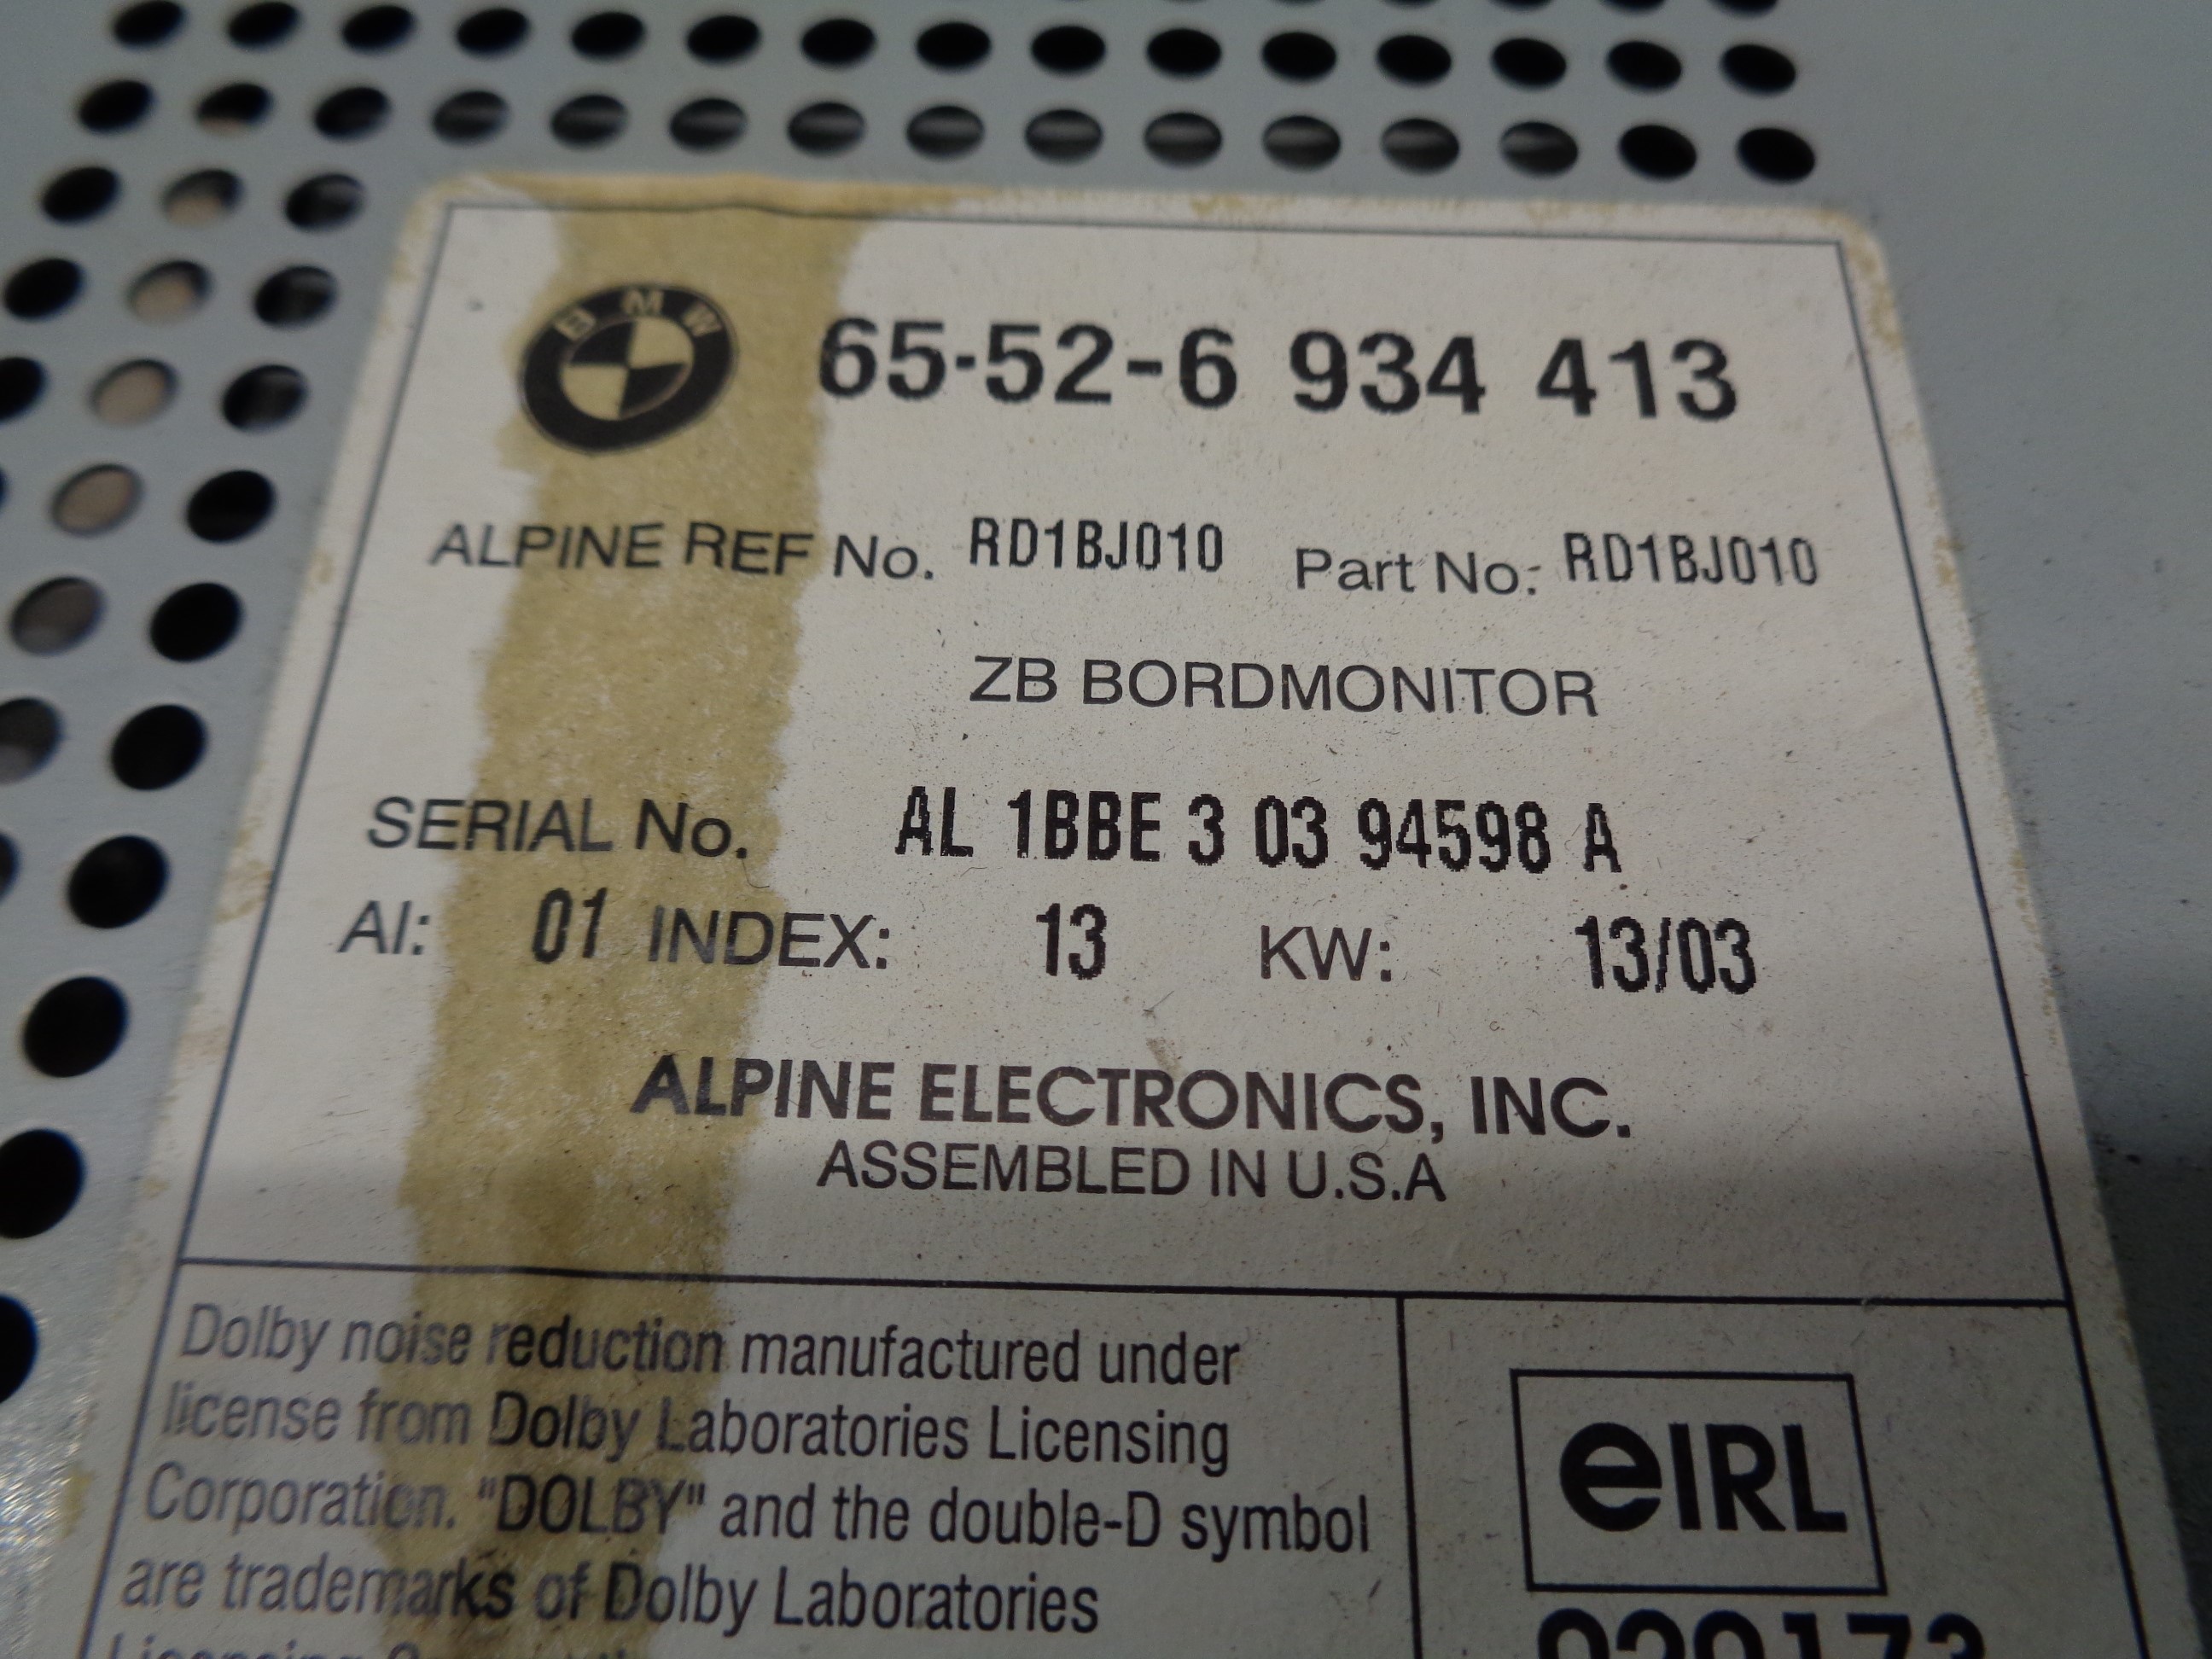 BMW 65-52-6 934 413
ALPINE REF No. RD1BJ010 Part No: RD1BJ010
ZB BORDMONITOR
SERIAL No. AL 1BBE 3 03 94598 A
AI: 01 INDEX: 13 KW: 13/03
ALPINE ELECTRONICS, INC.
ASSEMBLED IN U.S.A
Dolby noise reduction manufactured under
license from Dolby Laboratories Licensing
Corporation. "DOLBY" and the double-D symbol
are trademarks of Dolby Laboratories
Licensing
eIRL